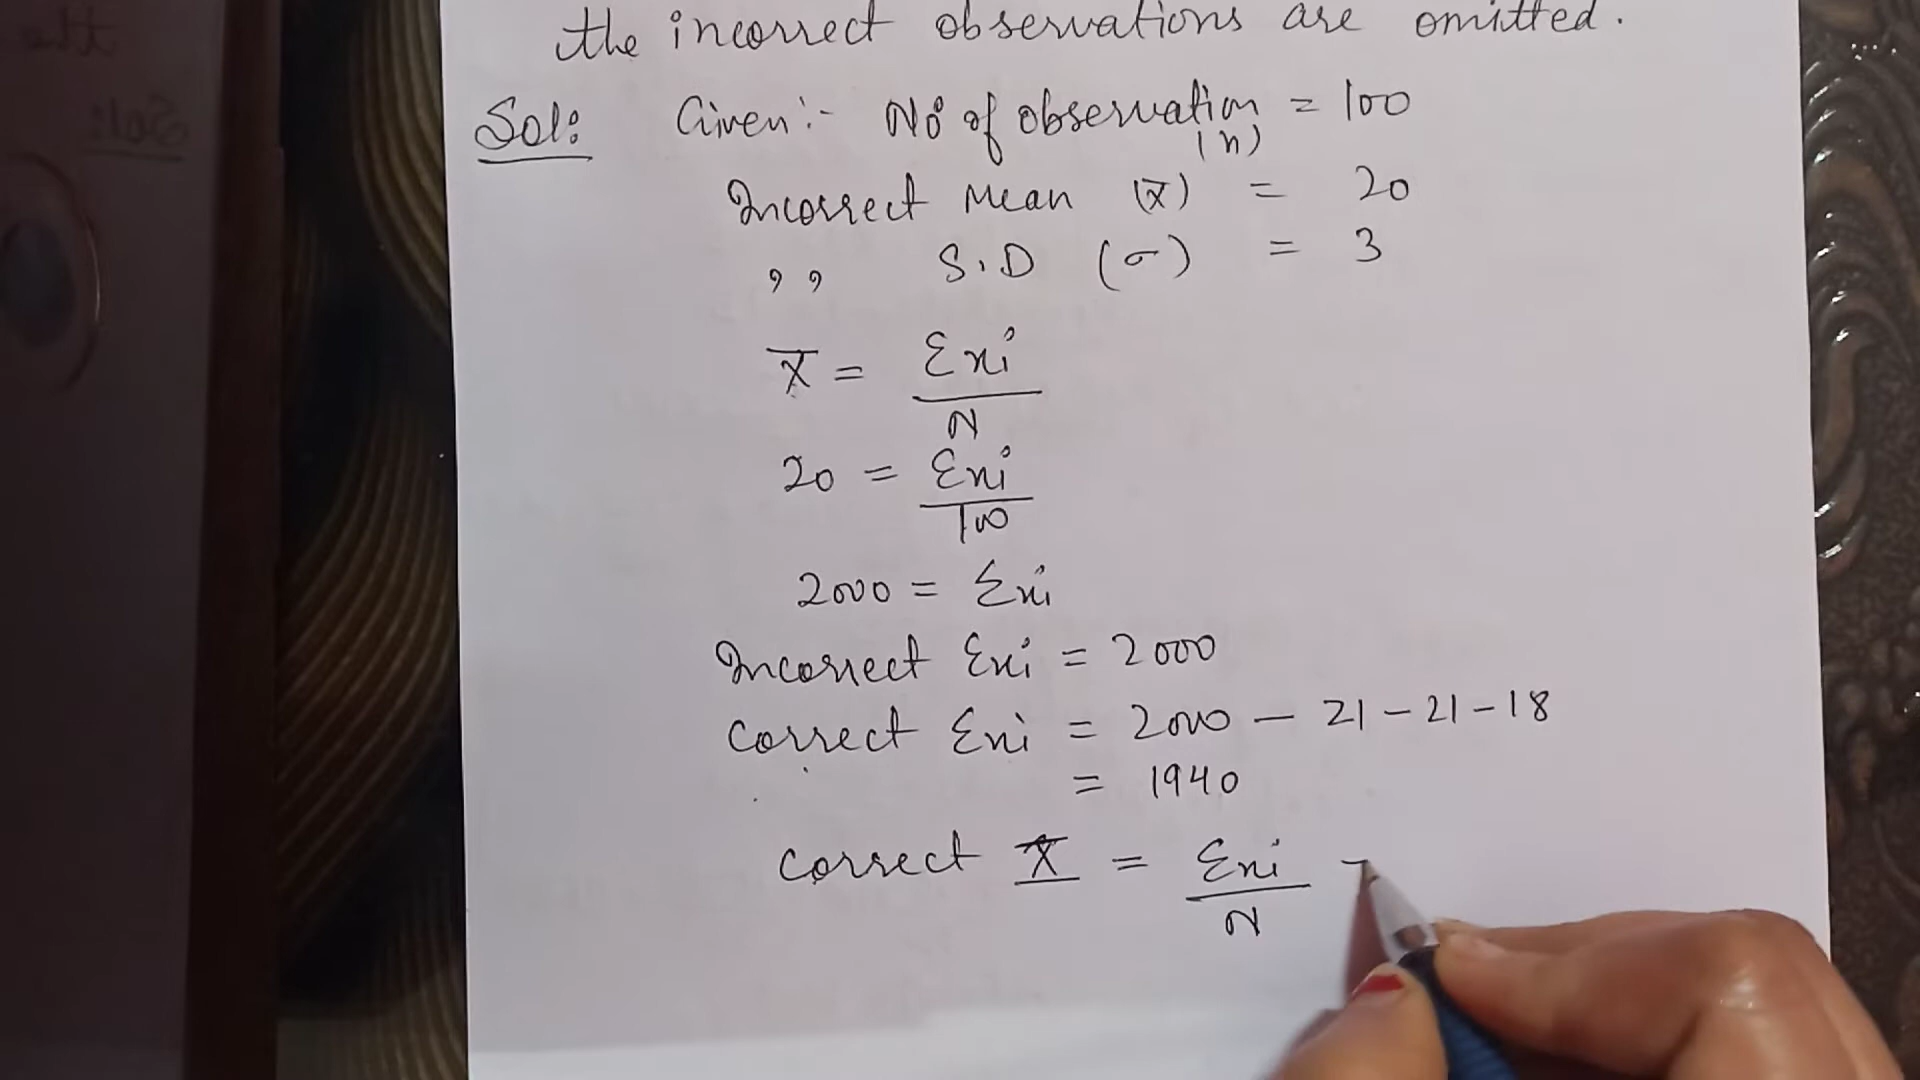 the incorrect observations are omitted.
Sol: Given:- No of observation = 100
(n)
Incorrect Mean (x̄) = 20
,, S.D (σ) = 3
X̄ = Σxi
N
20 = Σxi
100
2000 = Σxi
Incorrect Σxi = 2000
Correct Σxi = 2000 - 21 - 21 - 18
= 1940
Correct X̄ = Σxi
N